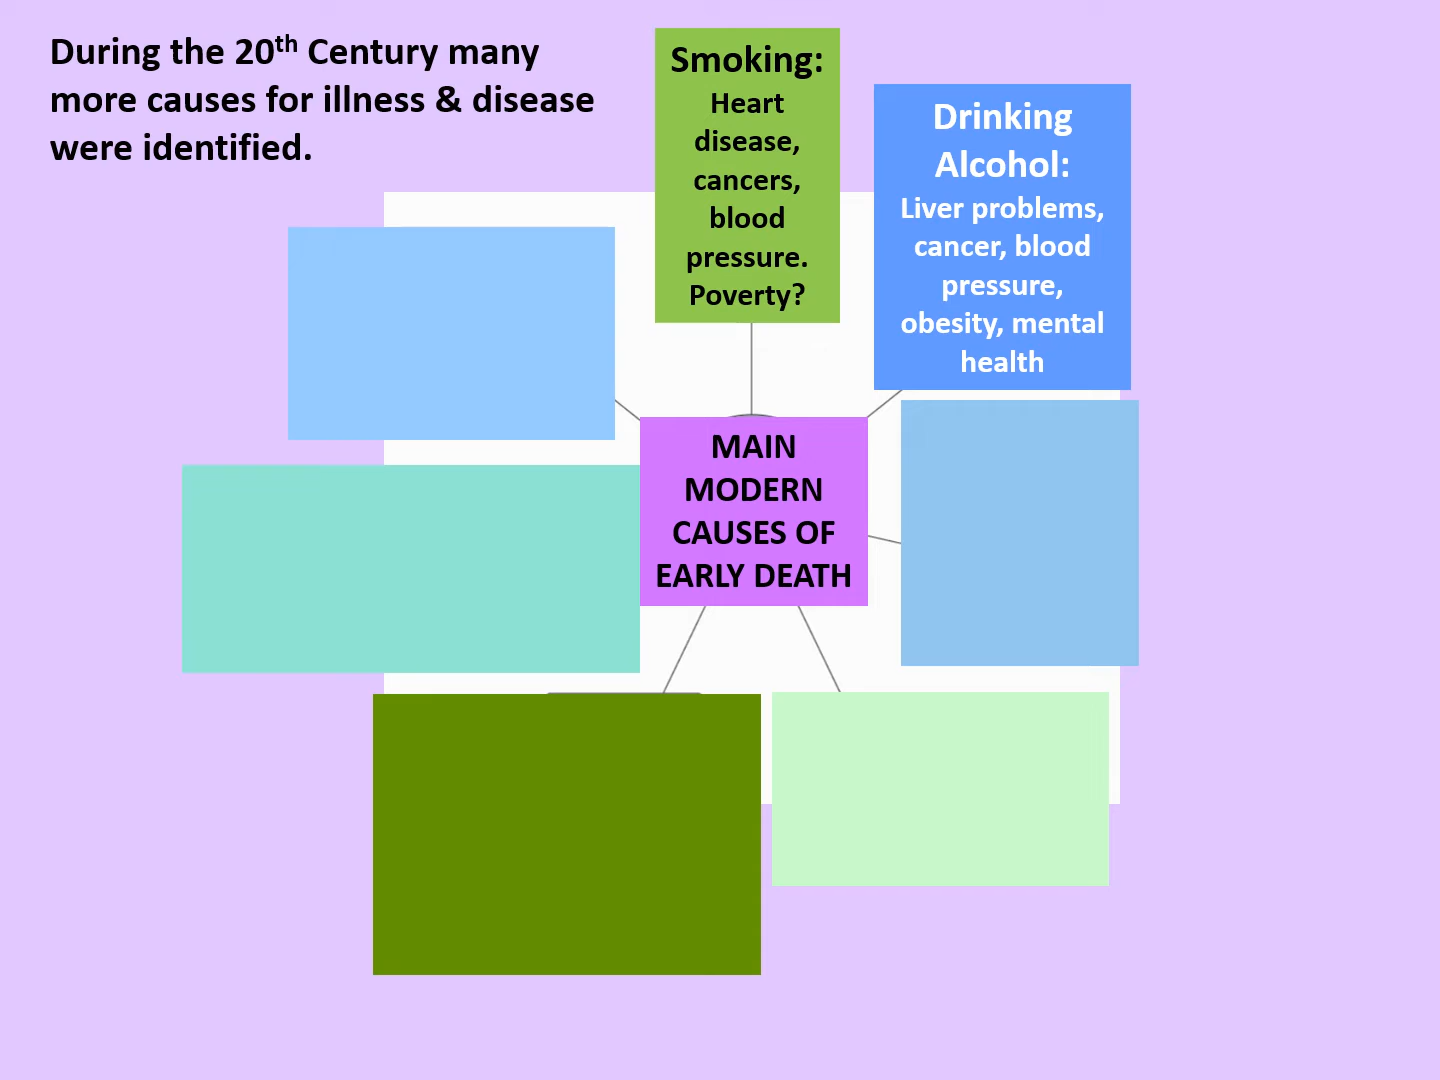 During the 20th Century many
more causes for illness & disease
were identified.
Smoking:
Heart
disease,
cancers,
blood
pressure.
Poverty?
Drinking
Alcohol:
Liver problems,
cancer, blood
pressure,
obesity, mental
health
MAIN
MODERN
CAUSES OF
EARLY DEATH